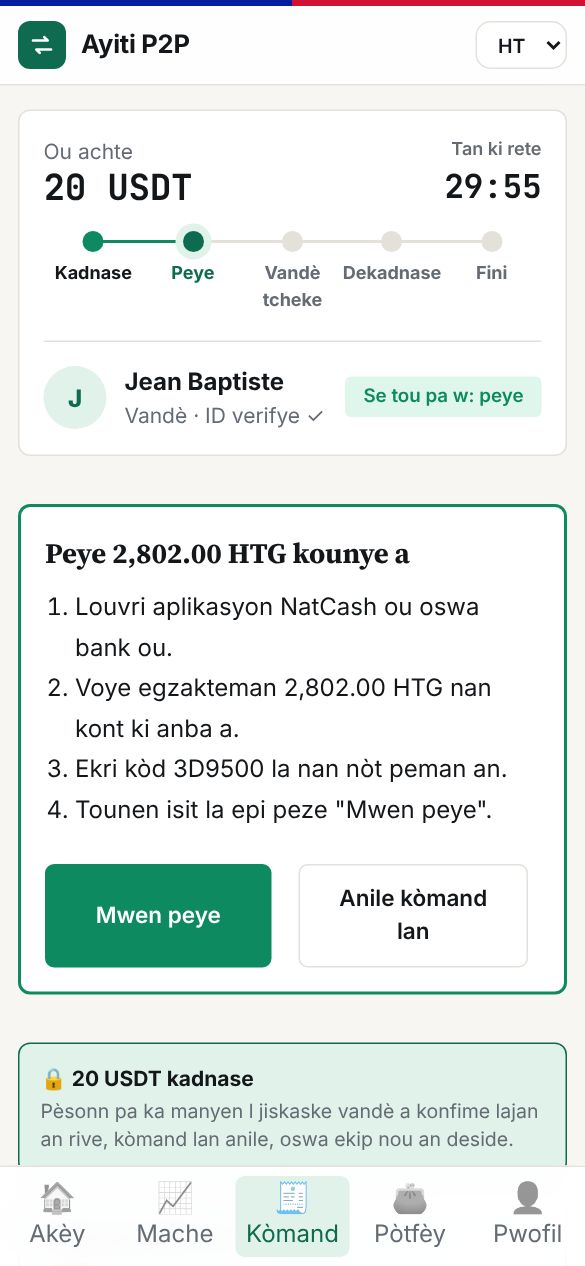 Ayiti P2P
HT
Ou achte
Tan ki rete
20 USDT
29:55
Kadnase
Peye
Vandè
tcheke
Dekadnase
Fini
J
Jean Baptiste
Vandè · ID verifye ✓
Se tou pa w: peye
Peye 2,802.00 HTG kounye a
1. Louvri aplikasyon NatCash ou oswa
bank ou.
2. Voye egzakteman 2,802.00 HTG nan
kont ki anba a.
3. Ekri kòd 3D9500 la nan nòt peman an.
4. Tounen isit la epi peze "Mwen peye".
Mwen peye
Anile kòmand
lan
🔒 20 USDT kadnase
Pèsonn pa ka manyen l jiskaske vandè a konfime lajan
an rive, kòmand lan anile, oswa ekip nou an deside.
Akèy
Mache
Kòmand
Pòtfèy
Pwofil